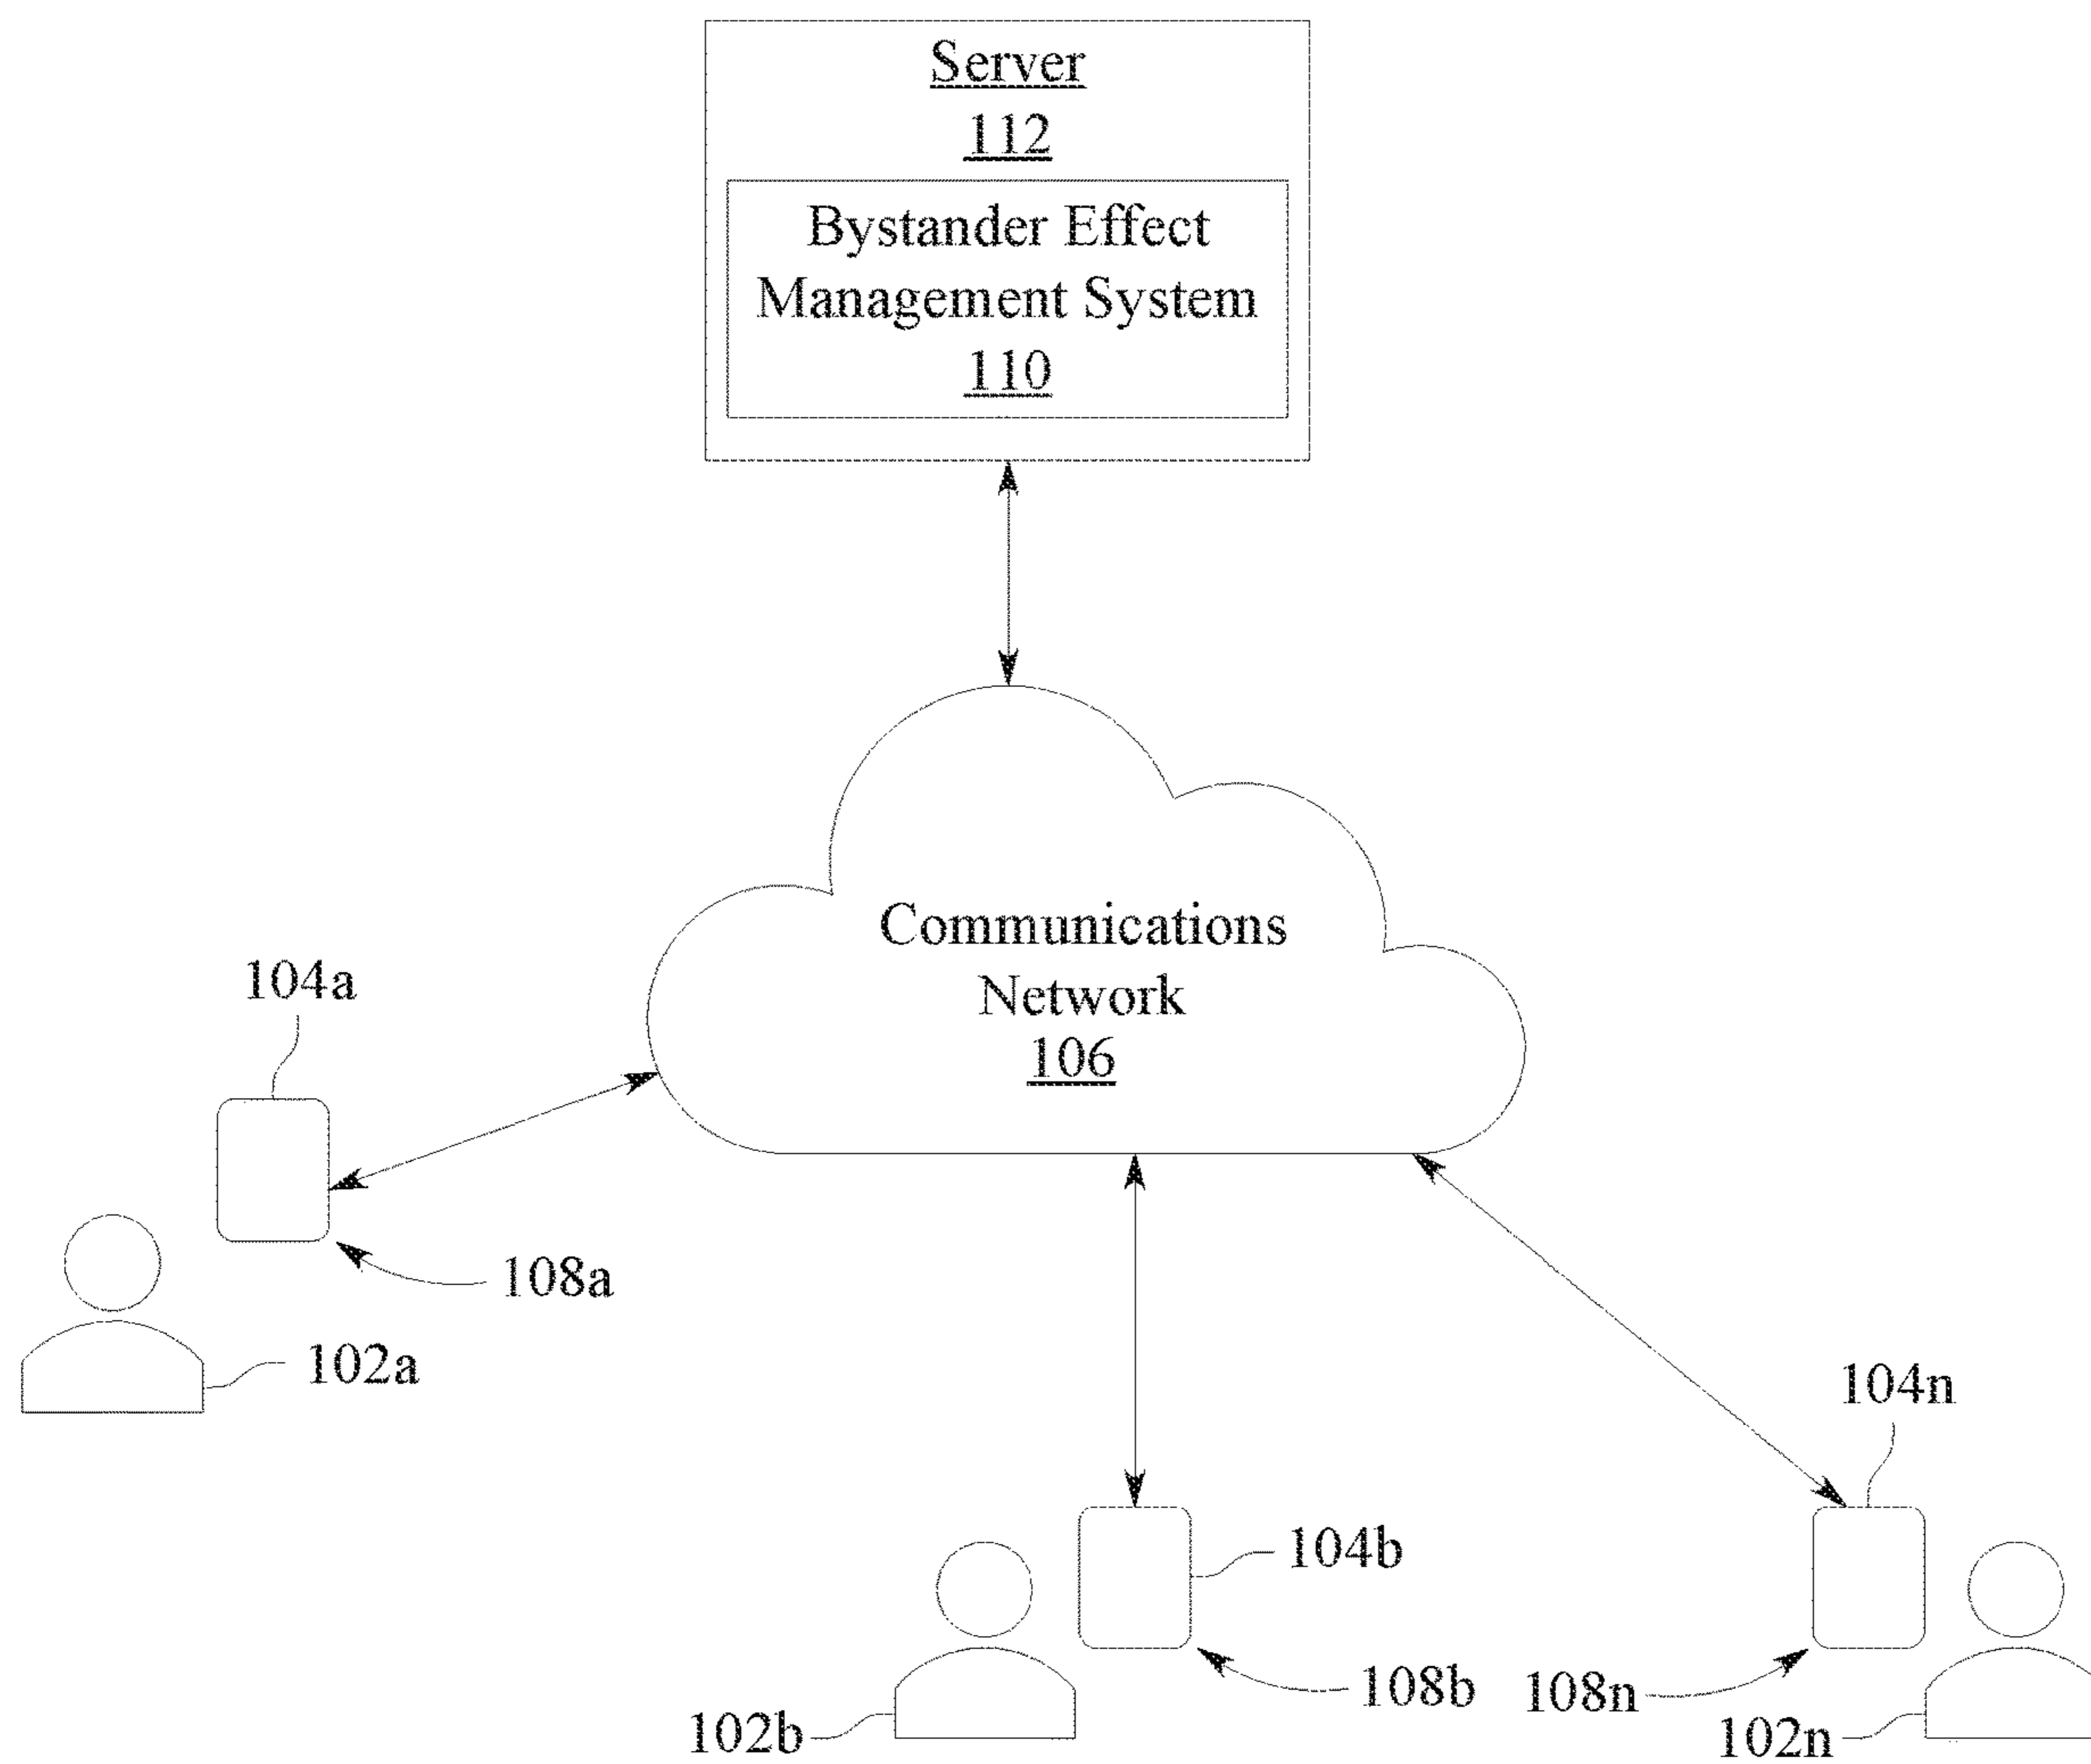 Server
112
Bystander Effect
Management System
110
Communications
Network
106
104a
108a
102a
104n
104b
108b
108n
102b
102n